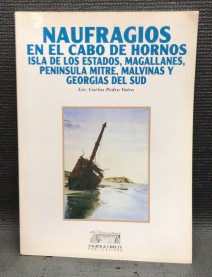 NAUFRAGIOS
EN EL CABO DE HORNOS
ISLA DE LOS ESTADOS, MAGALLANES,
PENINSULA MITRE, MALVINAS Y
GEORGIAS DEL SUD
Lic. Carlos Pedro Vairo